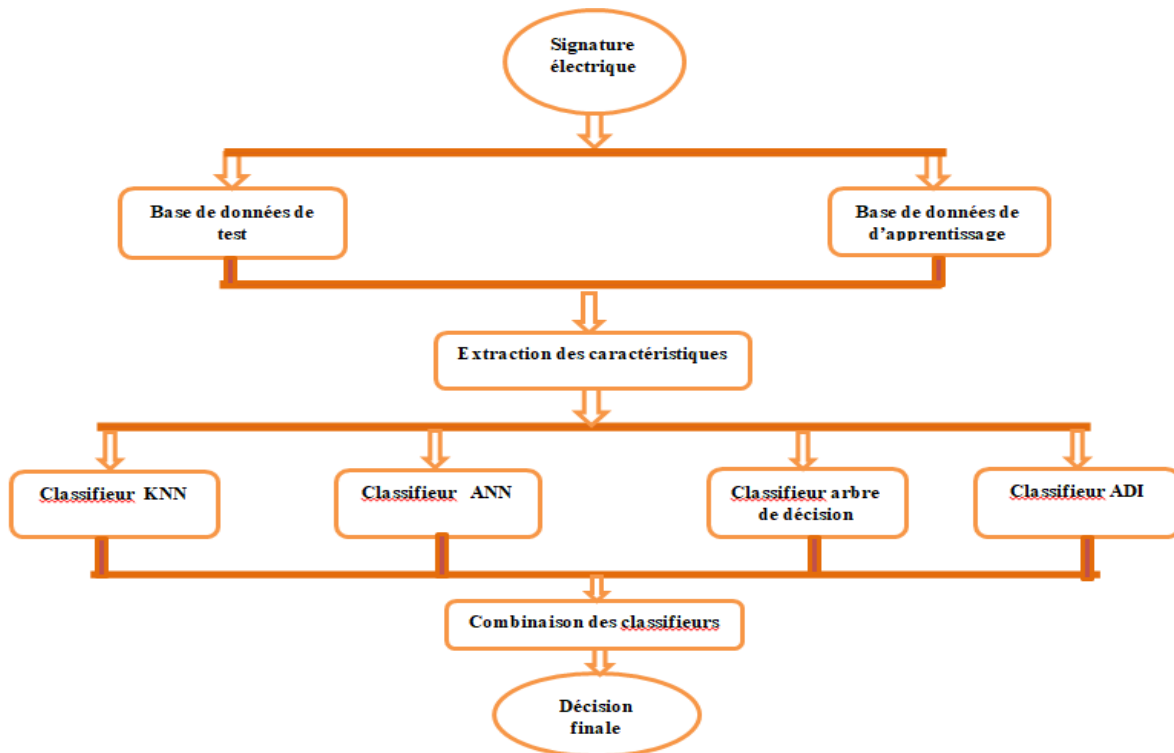 Signature
électrique
Base de données de
test
Base de données de
d'apprentissage
Extraction des caractéristiques
Classifieur KNN
Classifieur ANN
Classifieur arbre
de décision
Classifieur ADI
Combinaison des classifieurs
Décision
finale